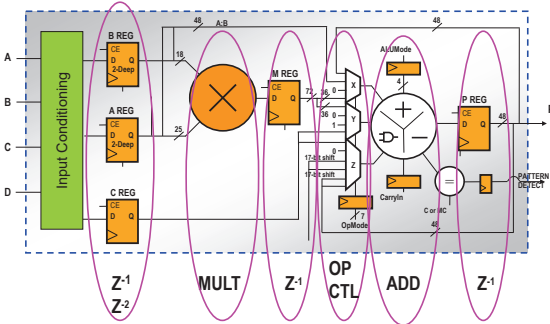 48 A:B 48
B REG
CE
D Q
2-Deep
18
A
B
C
D
Input Conditioning
A REG
CE
D Q
2-Deep
25
C REG
CE
D Q
M REG
CE
D Q
72
36
0
36
0
1
0
17-bit shift
17-bit shift
X
Y
Z
7
OpMode
ALUMode
4
CarryIn
P REG
CE
D Q
48
P
=
C or MC
PATTERN
DETECT
48
Z-1
Z-2
MULT
Z-1
OP
CTL
ADD
Z-1